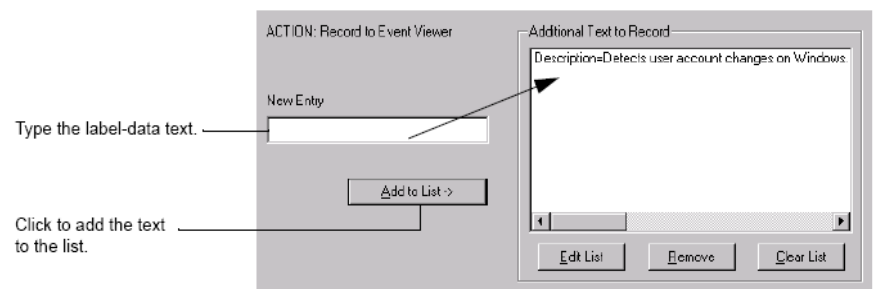 ACTION: Record to Event Viewer
Additional Text to Record
Description=Detects user account changes on Windows.
New Entry
Type the label-data text.
Add to List ->
Click to add the text
to the list.
Edit List
Remove
Clear List